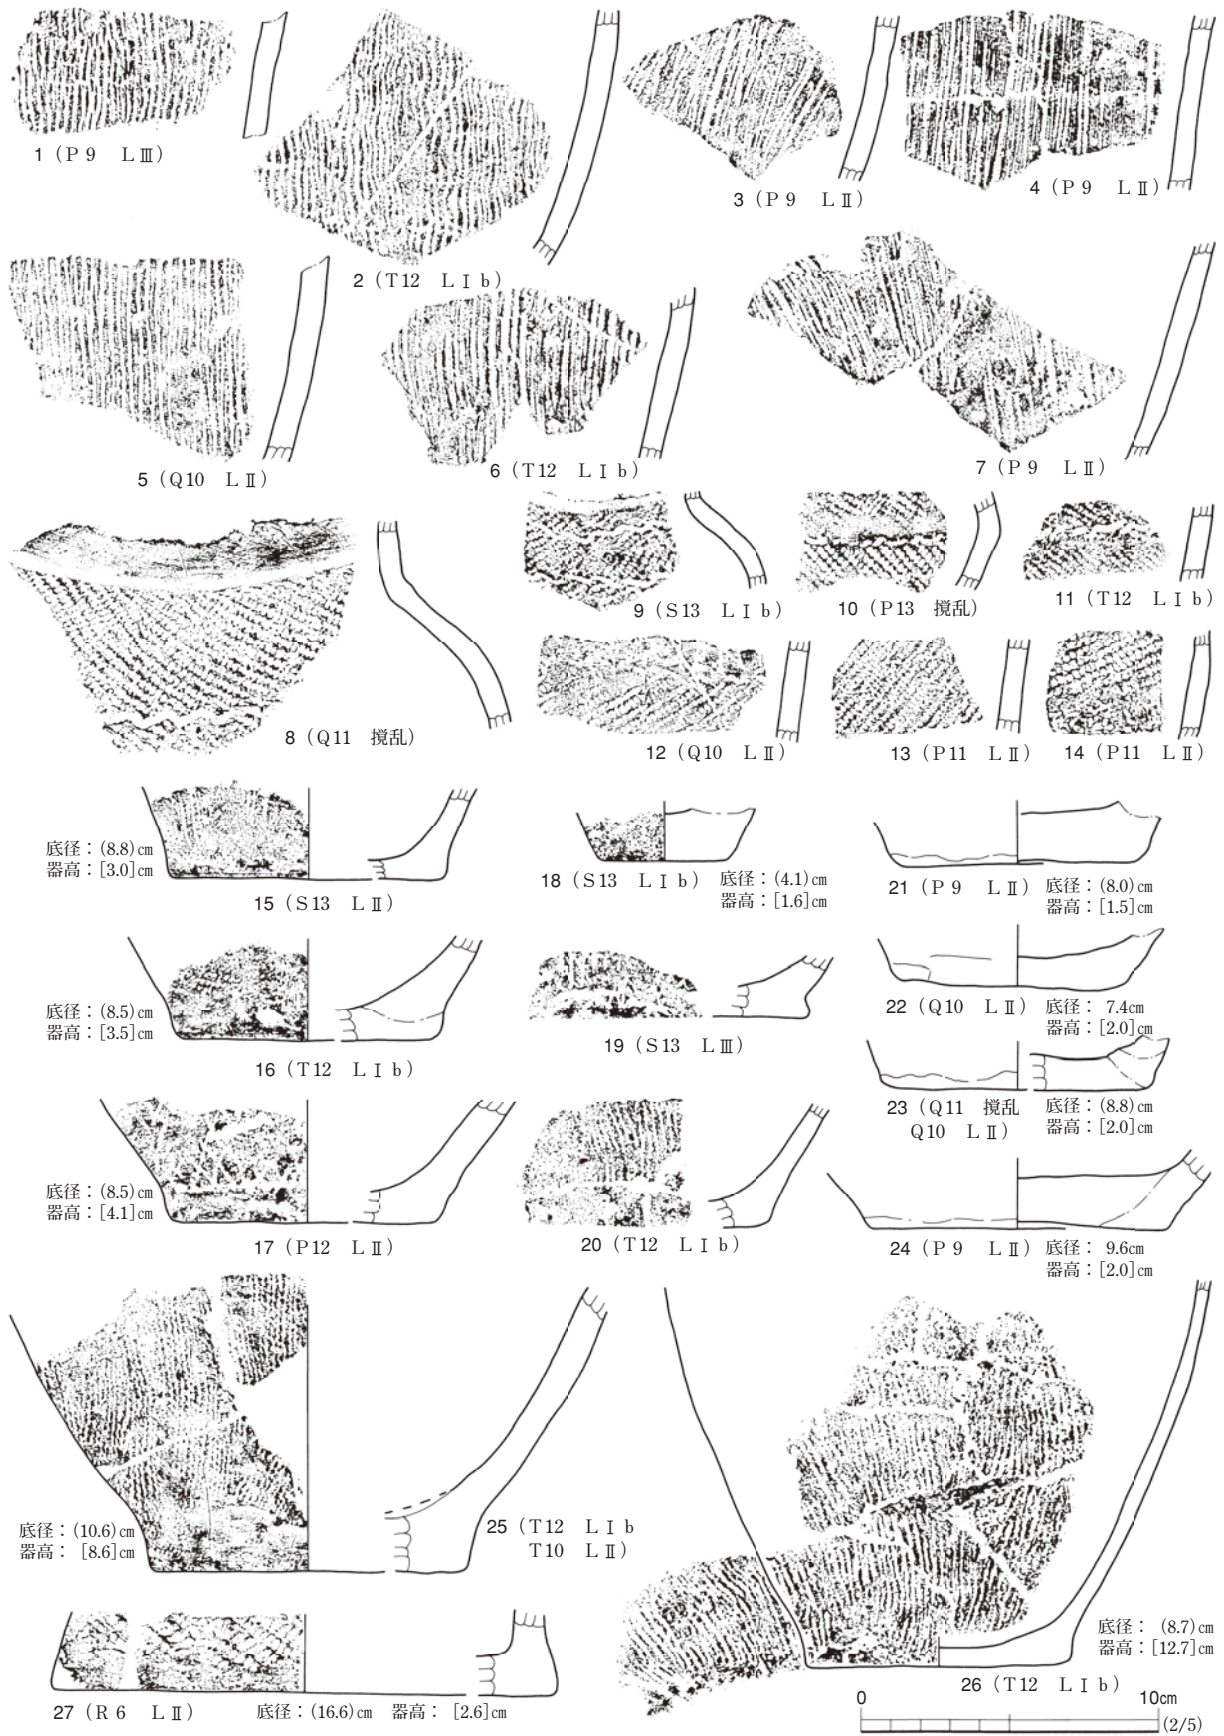 1（P 9　LⅢ）
2（T12　LⅠb）
3（P 9　LⅡ）
4（P 9　LⅡ）
5（Q10　LⅡ）
6（T12　LⅠb）
7（P 9　LⅡ）
8（Q11　撹乱）
9（S13　LⅠb）
10（P13　撹乱）
11（T12　LⅠb）
12（Q10　LⅡ）
13（P11　LⅡ）
14（P11　LⅡ）
底径：(8.8)㎝
器高：[3.0]㎝
15（S13　LⅡ）
底径：(8.5)㎝
器高：[3.5]㎝
16（T12　LⅠb）
底径：(8.5)㎝
器高：[4.1]㎝
17（P12　LⅡ）
18（S13　LⅠb）　底径：(4.1)㎝
器高：[1.6]㎝
19（S13　LⅢ）
20（T12　LⅠb）
21（P 9　LⅡ）　底径：(8.0)㎝
器高：[1.5]㎝
22（Q10　LⅡ）　底径： 7.4㎝
器高：[2.0]㎝
23（Q11　撹乱　底径：(8.8)㎝
Q10　LⅡ）　器高：[2.0]㎝
24（P 9　LⅡ）　底径： 9.6㎝
器高：[2.0]㎝
底径：(10.6)㎝
器高： [8.6]㎝
25（T12　LⅠb
T10　LⅡ）
底径： (8.7)㎝
器高：[12.7]㎝
26（T12　LⅠb）
27（R 6　LⅡ）　底径：(16.6)㎝　器高： [2.6]㎝
0　10㎝
(2/5)